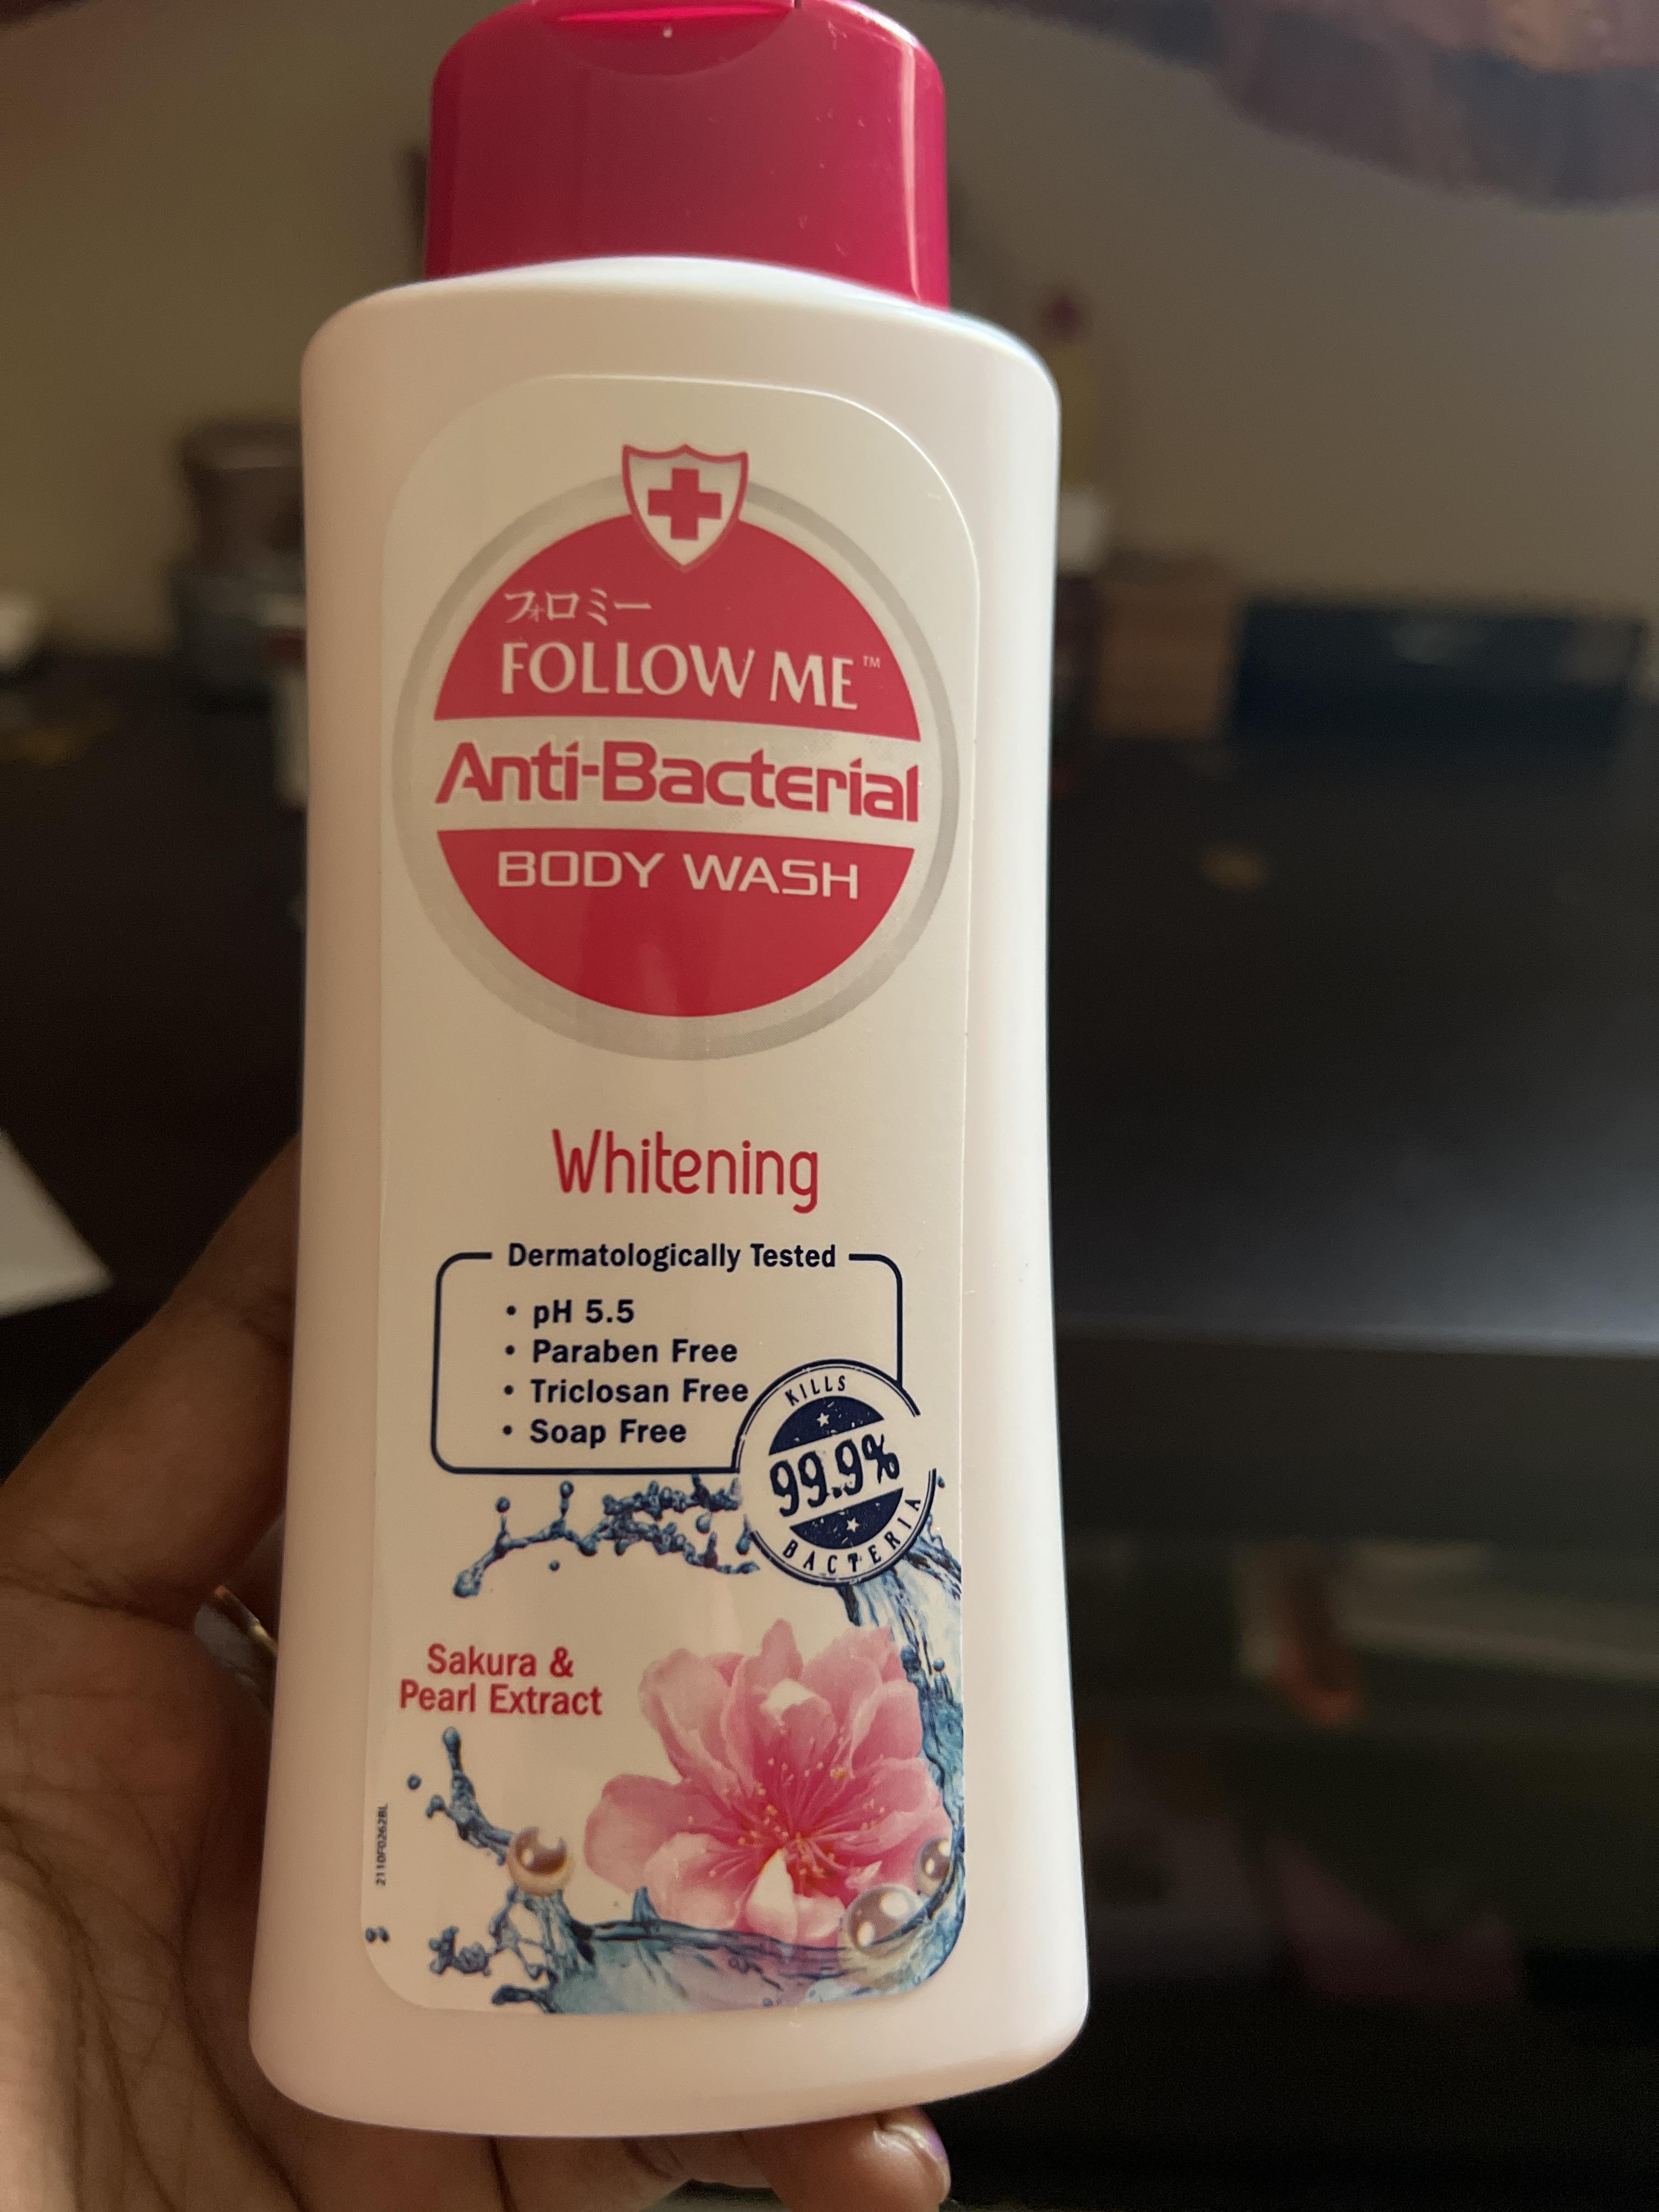 フォロミー
FOLLOW ME™
Anti-Bacterial
BODY WASH
Whitening
Dermatologically Tested
• pH 5.5
• Paraben Free
• Triclosan Free
• Soap Free
KILLS
99.9%
BACTERIA
Sakura &
Pearl Extract
2110F0262BL